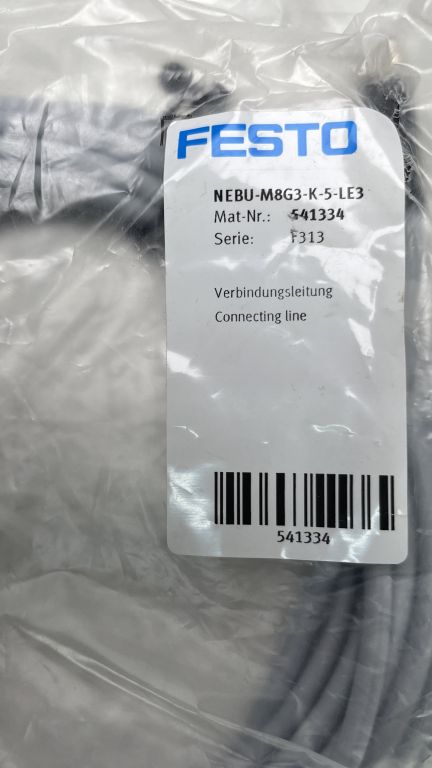 FESTO
NEBU-M8G3-K-5-LE3
Mat-Nr.: 541334
Serie: F313
Verbindungsleitung
Connecting line
541334